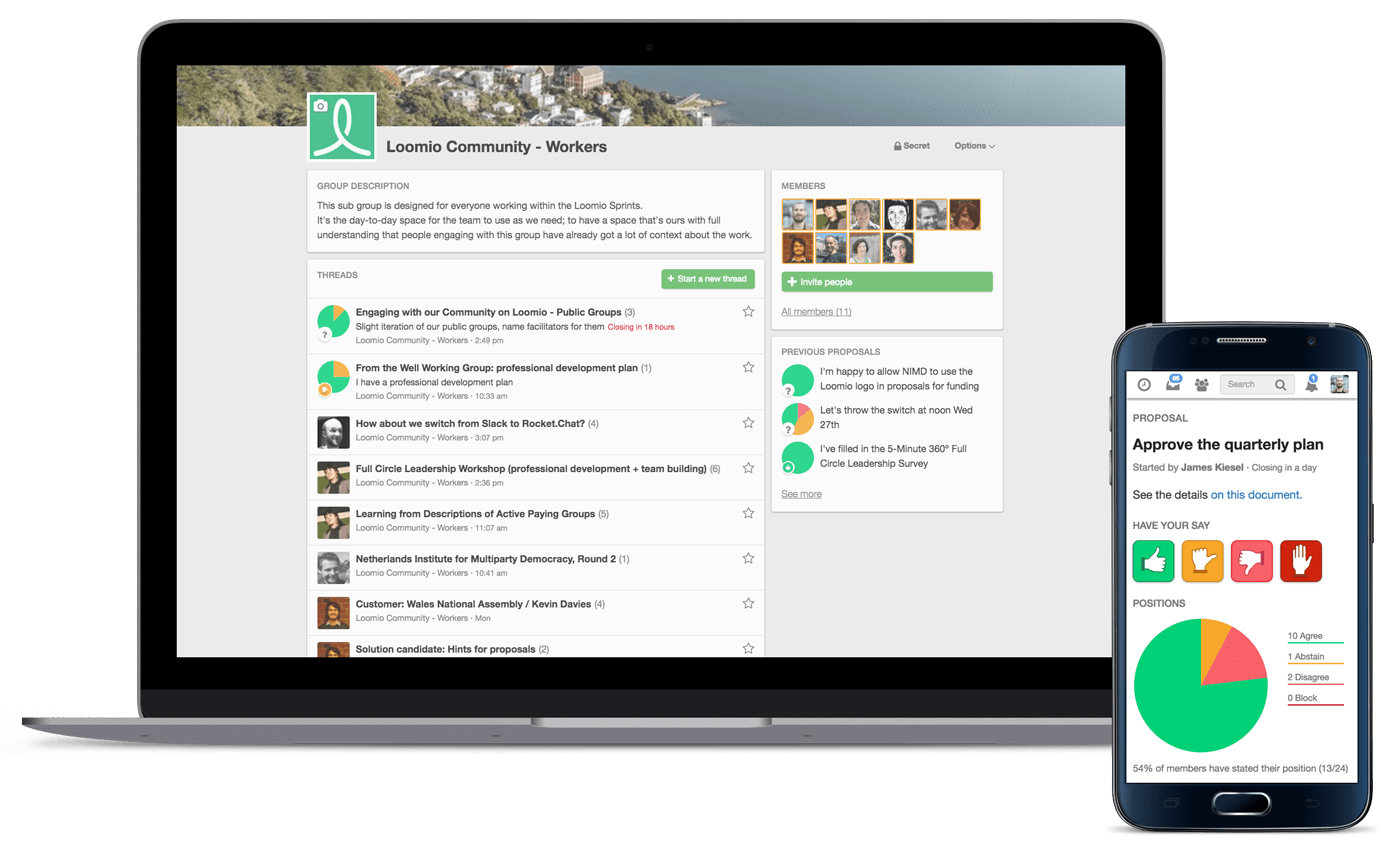 Loomio Community - Workers
Secret
Options
GROUP DESCRIPTION
This sub group is designed for everyone working within the Loomio Sprints.
It's the day-to-day space for the team to use as we need; to have a space that's ours with full
understanding that people engaging with this group have already got a lot of context about the work.
THREADS
+ Start a new thread
Engaging with our Community on Loomio - Public Groups (3)
Slight iteration of our public groups, name facilitators for them Closing in 18 hours
Loomio Community - Workers · 2:49 pm
?
From the Well Working Group: professional development plan (1)
I have a professional development plan
Loomio Community - Workers · 10:33 am
How about we switch from Slack to Rocket.Chat? (4)
Loomio Community - Workers · 3:07 pm
Full Circle Leadership Workshop (professional development + team building) (6)
Loomio Community - Workers · 2:36 pm
Learning from Descriptions of Active Paying Groups (5)
Loomio Community - Workers · 11:07 am
Netherlands Institute for Multiparty Democracy, Round 2 (1)
Loomio Community - Workers · 10:41 am
Customer: Wales National Assembly / Kevin Davies (4)
Loomio Community - Workers · Mon
Solution candidate: Hints for proposals (2)
MEMBERS
+ Invite people
All members (11)
PREVIOUS PROPOSALS
I'm happy to allow NIMD to use the
Loomio logo in proposals for funding
?
Let's throw the switch at noon Wed
27th
?
I've filled in the 5-Minute 360º Full
Circle Leadership Survey
See more
66
Search
1
PROPOSAL
Approve the quarterly plan
Started by James Kiesel · Closing in a day
See the details on this document.
HAVE YOUR SAY
POSITIONS
10 Agree
1 Abstain
2 Disagree
0 Block
54% of members have stated their position (13/24)